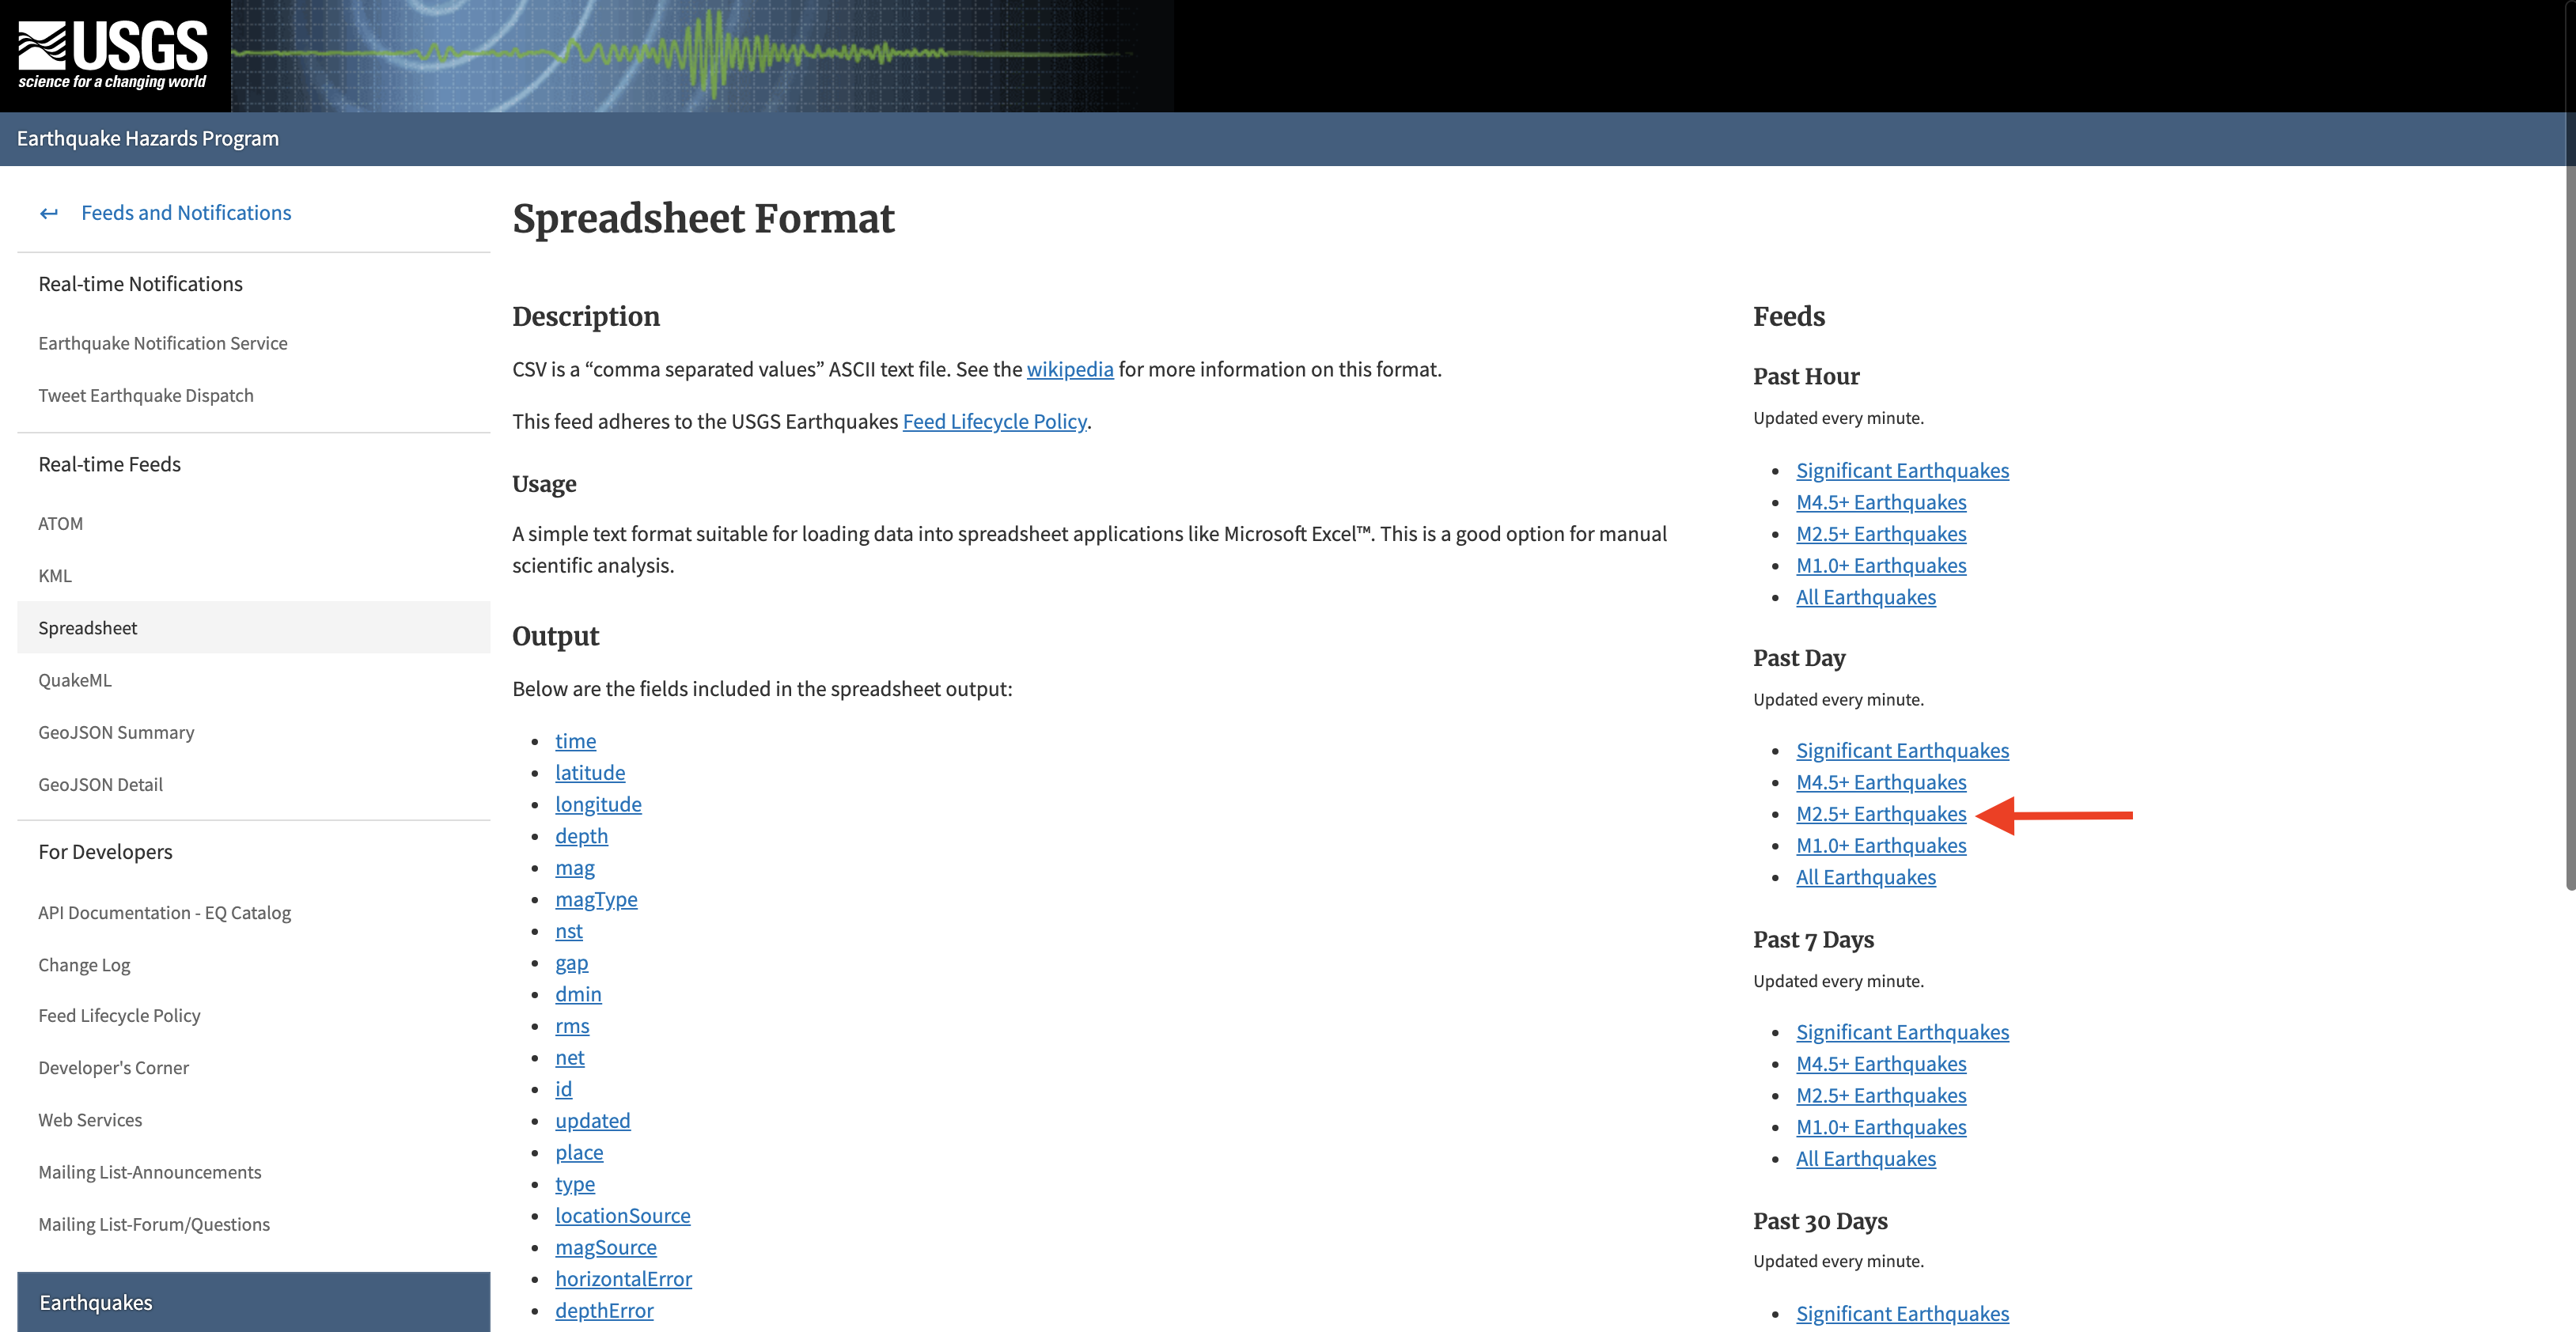 USGS
science for a changing world
Earthquake Hazards Program
Feeds and Notifications
Real-time Notifications
Earthquake Notification Service
Tweet Earthquake Dispatch
Real-time Feeds
ATOM
KML
Spreadsheet
QuakeML
GeoJSON Summary
GeoJSON Detail
For Developers
API Documentation - EQ Catalog
Change Log
Feed Lifecycle Policy
Developer's Corner
Web Services
Mailing List-Announcements
Mailing List-Forum/Questions
Earthquakes
Spreadsheet Format
Description
CSV is a “comma separated values” ASCII text file. See the wikipedia for more information on this format.
This feed adheres to the USGS Earthquakes Feed Lifecycle Policy.
Usage
A simple text format suitable for loading data into spreadsheet applications like Microsoft Excel™. This is a good option for manual
scientific analysis.
Output
Below are the fields included in the spreadsheet output:
• time
• latitude
• longitude
• depth
• mag
• magType
• nst
• gap
• dmin
• rms
• net
• id
• updated
• place
• type
• locationSource
• magSource
• horizontalError
• depthError
Feeds
Past Hour
Updated every minute.
• Significant Earthquakes
• M4.5+ Earthquakes
• M2.5+ Earthquakes
• M1.0+ Earthquakes
• All Earthquakes
Past Day
Updated every minute.
• Significant Earthquakes
• M4.5+ Earthquakes
• M2.5+ Earthquakes
• M1.0+ Earthquakes
• All Earthquakes
Past 7 Days
Updated every minute.
• Significant Earthquakes
• M4.5+ Earthquakes
• M2.5+ Earthquakes
• M1.0+ Earthquakes
• All Earthquakes
Past 30 Days
Updated every minute.
• Significant Earthquakes